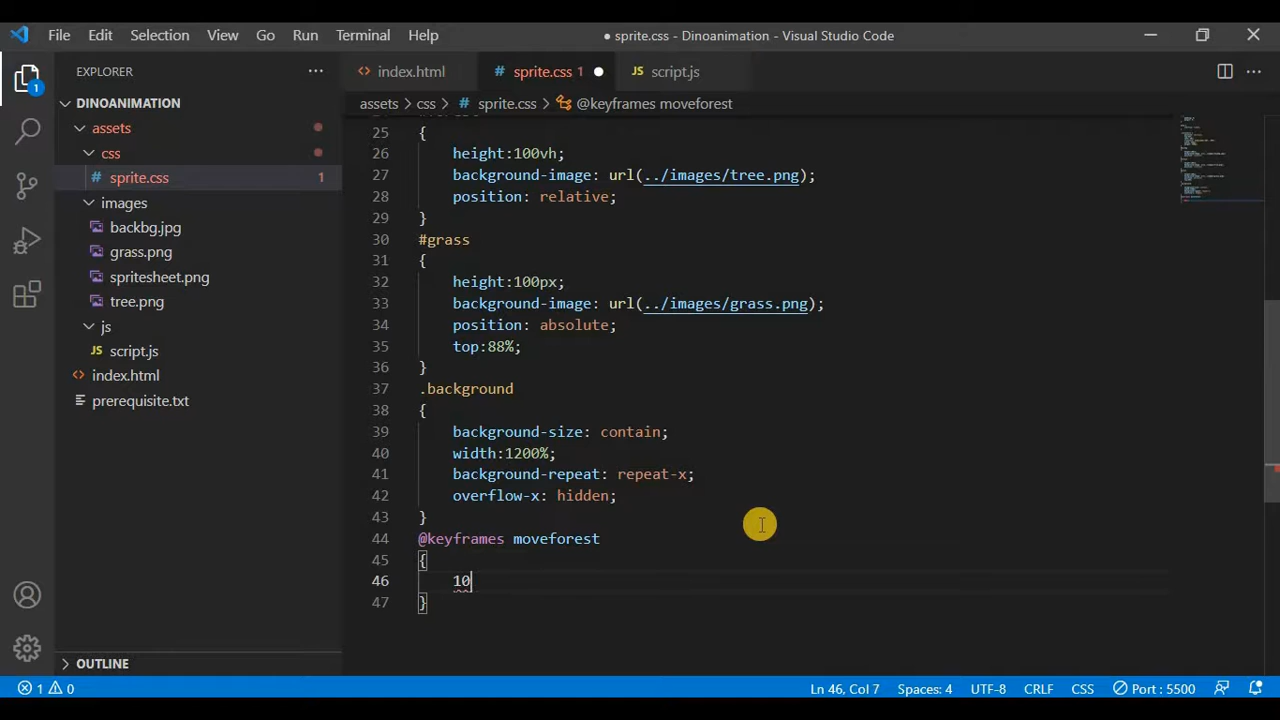 File Edit Selection View Go Run Terminal Help ● sprite.css - Dinoanimation - Visual Studio Code
EXPLORER ···
DINOANIMATION
assets
css
# sprite.css 1
images
backbg.jpg
grass.png
spritesheet.png
tree.png
js
JS script.js
<> index.html
prerequisite.txt
OUTLINE
1
<> index.html # sprite.css 1 ● JS script.js
assets > css > # sprite.css > @keyframes moveforest
25 {
26 height:100vh;
27 background-image: url(../images/tree.png);
28 position: relative;
29 }
30 #grass
31 {
32 height:100px;
33 background-image: url(../images/grass.png);
34 position: absolute;
35 top:88%;
36 }
37 .background
38 {
39 background-size: contain;
40 width:1200%;
41 background-repeat: repeat-x;
42 overflow-x: hidden;
43 }
44 @keyframes moveforest
45 {
46 10
47 }
1 0 Ln 46, Col 7 Spaces: 4 UTF-8 CRLF CSS Port : 5500